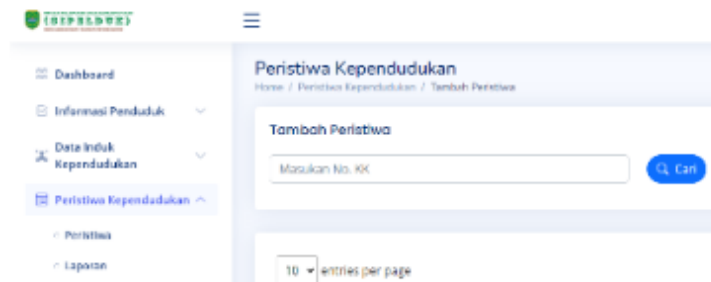 (SIPELDUK)
Dashboard
Informasi Penduduk
Data Induk
Kependudukan
Peristiwa Kependudukan
Peristiwa
Laporan
Peristiwa Kependudukan
Home / Peristiwa Kependudukan / Tambah Peristiwa
Tambah Peristiwa
Masukan No. KK
Cari
10 entries per page